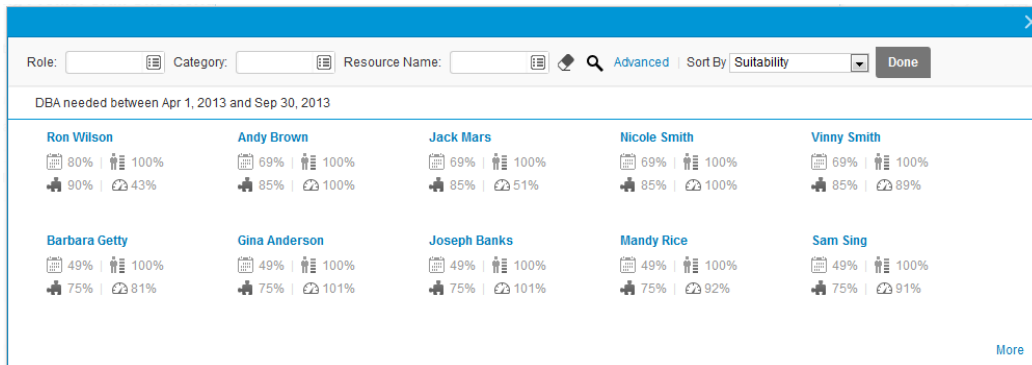 Role: Category: Resource Name: Advanced Sort By Suitability Done
DBA needed between Apr 1, 2013 and Sep 30, 2013
Ron Wilson Andy Brown Jack Mars Nicole Smith Vinny Smith
80% | 100% 69% | 100% 69% | 100% 69% | 100% 69% | 100%
90% | 43% 85% | 100% 85% | 51% 85% | 100% 85% | 89%
Barbara Getty Gina Anderson Joseph Banks Mandy Rice Sam Sing
49% | 100% 49% | 100% 49% | 100% 49% | 100% 49% | 100%
75% | 81% 75% | 101% 75% | 101% 75% | 92% 75% | 91%
More